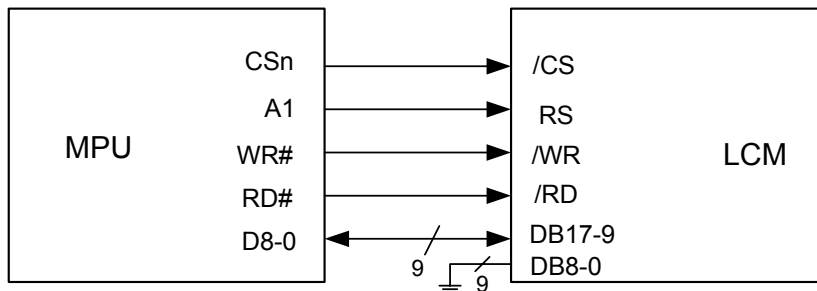 CSn
/CS
A1
RS
MPU
WR#
/WR
LCM
RD#
/RD
D8-0
9
DB17-9
9
DB8-0